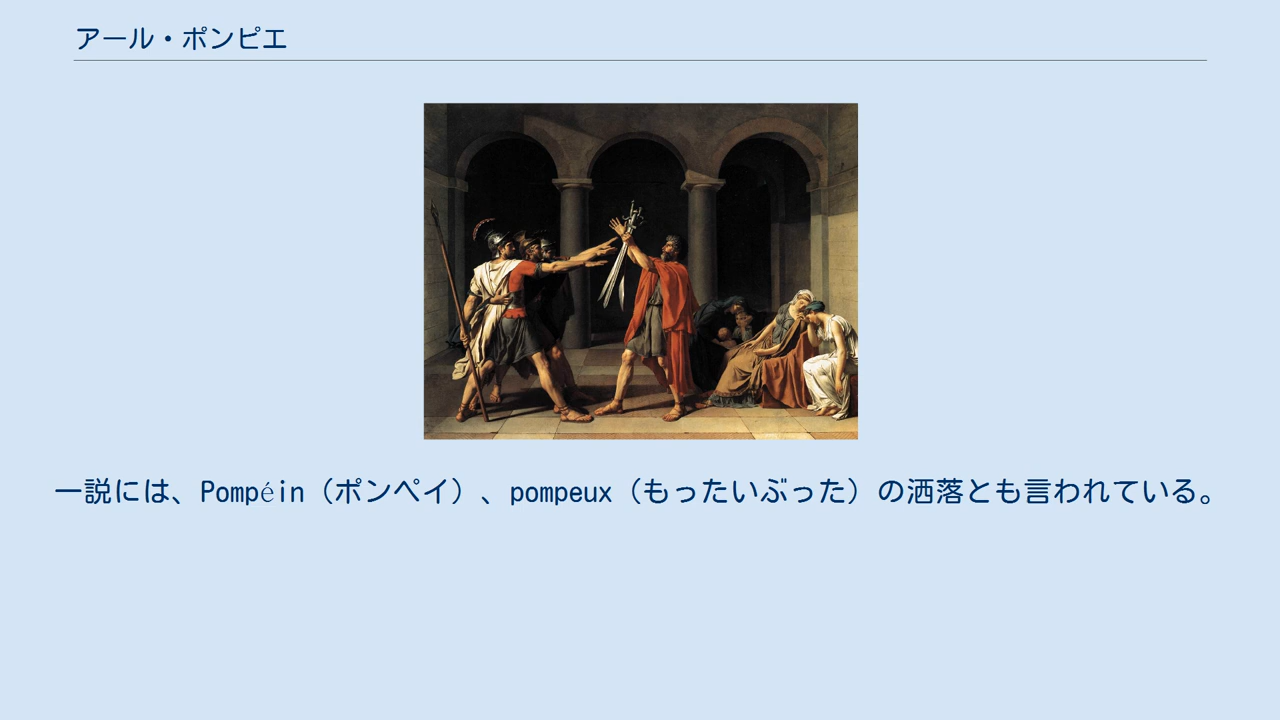 アール・ポンピエ
一説には、Pompéin（ポンペイ）、pompeux（もったいぶった）の洒落とも言われている。